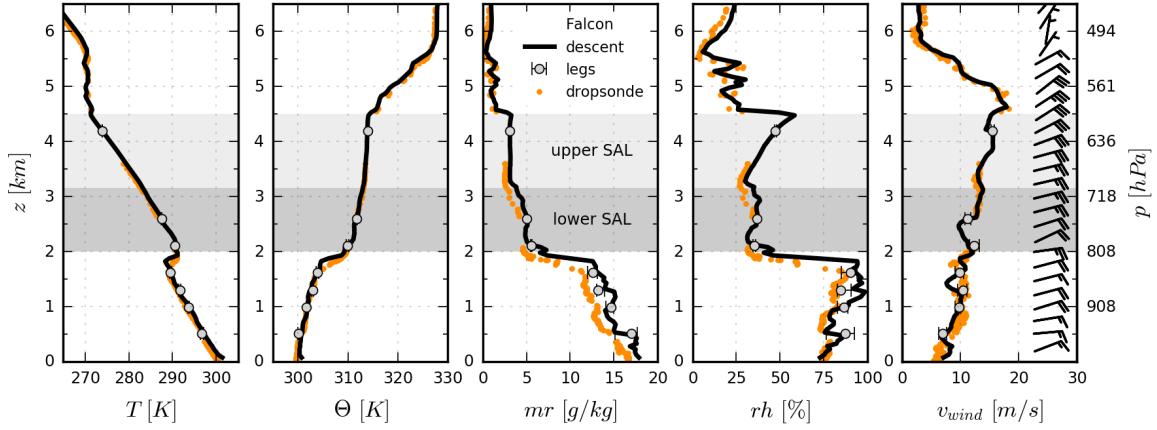 z [km]
6
5
4
3
2
1
0
270 280 290 300
T [K]
300 310 320 330
Θ [K]
Falcon
descent
legs
dropsonde
upper SAL
lower SAL
0 5 10 15 20
mr [g/kg]
0 25 50 75 100
rh [%]
0 10 20 30
v_wind [m/s]
494
561
636
718
808
908
p [hPa]